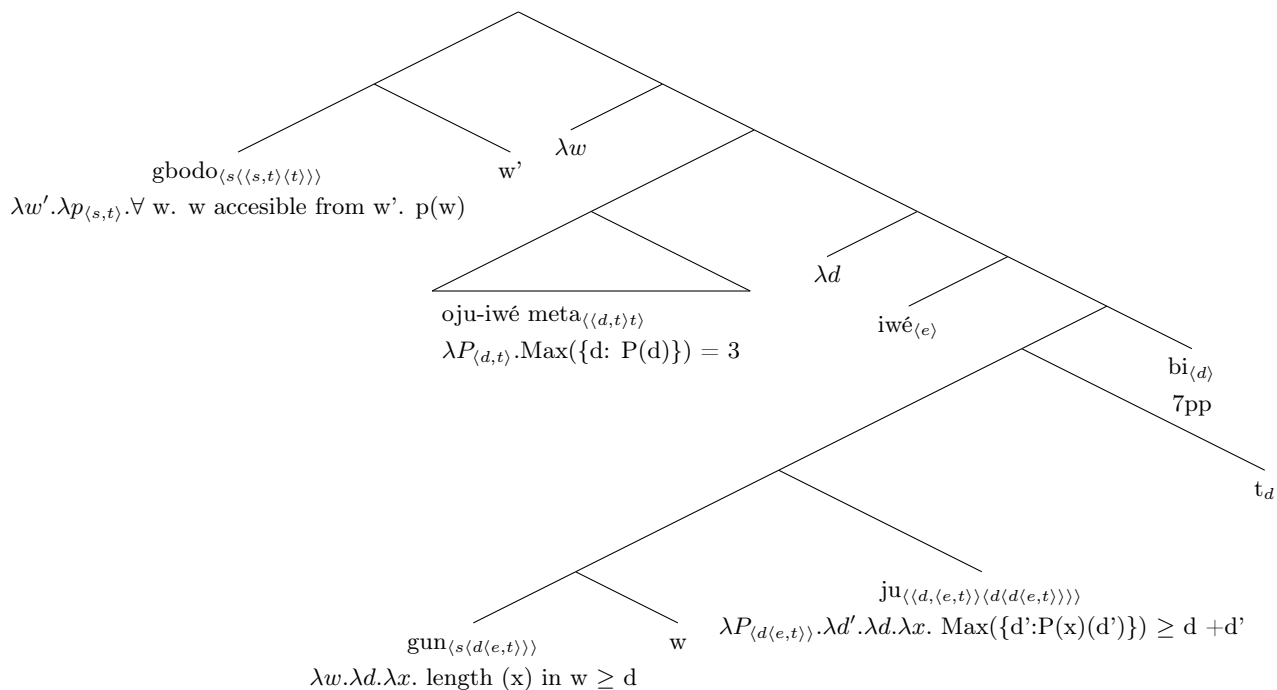 λw
gbodo⟨s⟨⟨s,t⟩⟨t⟩⟩⟩ w’
λw′.λp⟨s,t⟩.∀ w. w accesible from w’. p(w)
λd
oju-iwé meta⟨⟨d,t⟩t⟩ iwé⟨e⟩
λP⟨d,t⟩.Max({d: P(d)}) = 3
bi⟨d⟩
7pp
t_d
ju⟨⟨d,⟨e,t⟩⟩⟨d⟨d⟨e,t⟩⟩⟩⟩
λP⟨d⟨e,t⟩⟩.λd′.λd.λx. Max({d’:P(x)(d’)}) ≥ d +d’
gun⟨s⟨d⟨e,t⟩⟩⟩ w
λw.λd.λx. length (x) in w ≥ d